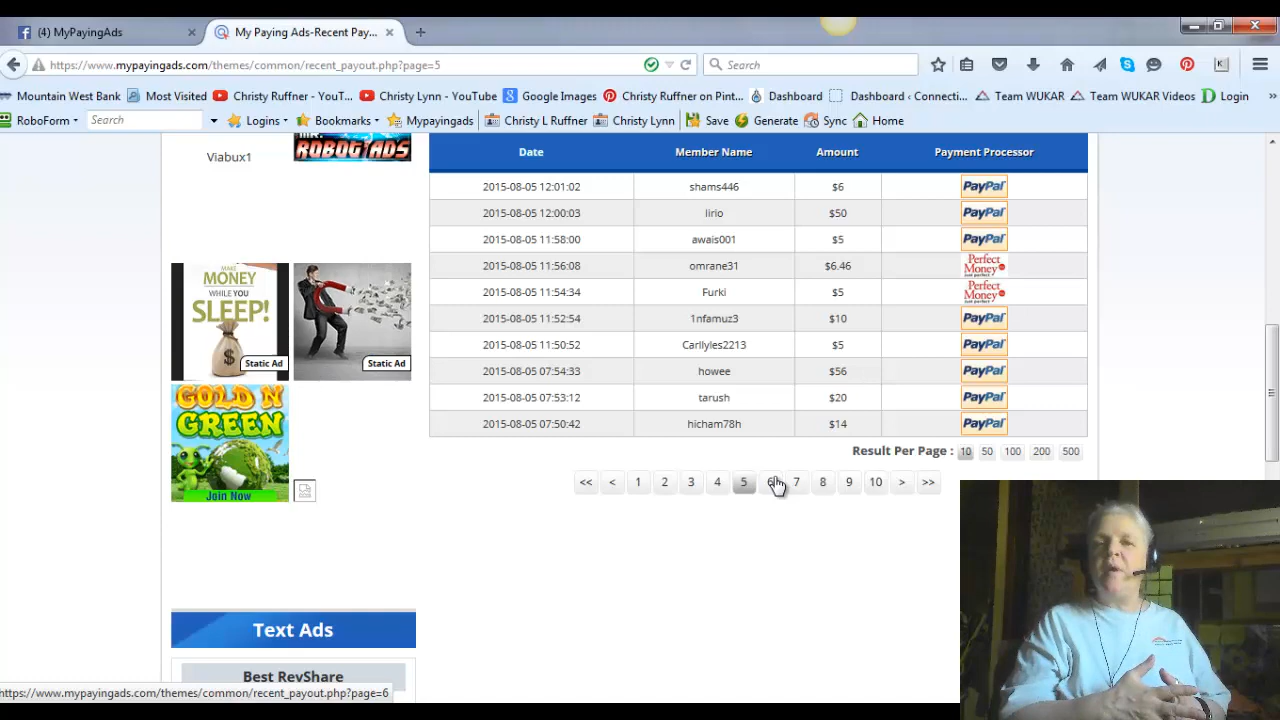 (4) MyPayingAds
My Paying Ads-Recent Pay...
https://www.mypayingads.com/themes/common/recent_payout.php?page=5
Search
Mountain West Bank
Most Visited
Christy Ruffner - YouT...
Christy Lynn - YouTube
Google Images
Christy Ruffner on Pint...
Dashboard
Dashboard ‹ Connecti...
Team WUKAR
Team WUKAR Videos
Login
RoboForm
Search
Logins
Bookmarks
Mypayingads
Christy L Ruffner
Christy Lynn
Save
Generate
Sync
Home
Viabux1
MR.
ROBOT ADS
Date Member Name Amount Payment Processor
2015-08-05 12:01:02 shams446 $6 PayPal
2015-08-05 12:00:03 lirio $50 PayPal
2015-08-05 11:58:00 awais001 $5 PayPal
2015-08-05 11:56:08 omrane31 $6.46 Perfect Money
2015-08-05 11:54:34 Furki $5 Perfect Money
2015-08-05 11:52:54 1nfamuz3 $10 PayPal
2015-08-05 11:50:52 Carllyles2213 $5 PayPal
2015-08-05 07:54:33 howee $56 PayPal
2015-08-05 07:53:12 tarush $20 PayPal
2015-08-05 07:50:42 hicham78h $14 PayPal
MAKE
MONEY
WHILE YOU
SLEEP!
$
Static Ad
Static Ad
GOLD N
GREEN
Join Now
Result Per Page : 10 50 100 200 500
<< < 1 2 3 4 5 6 7 8 9 10 > >>
Text Ads
Best RevShare
https://www.mypayingads.com/themes/common/recent_payout.php?page=6